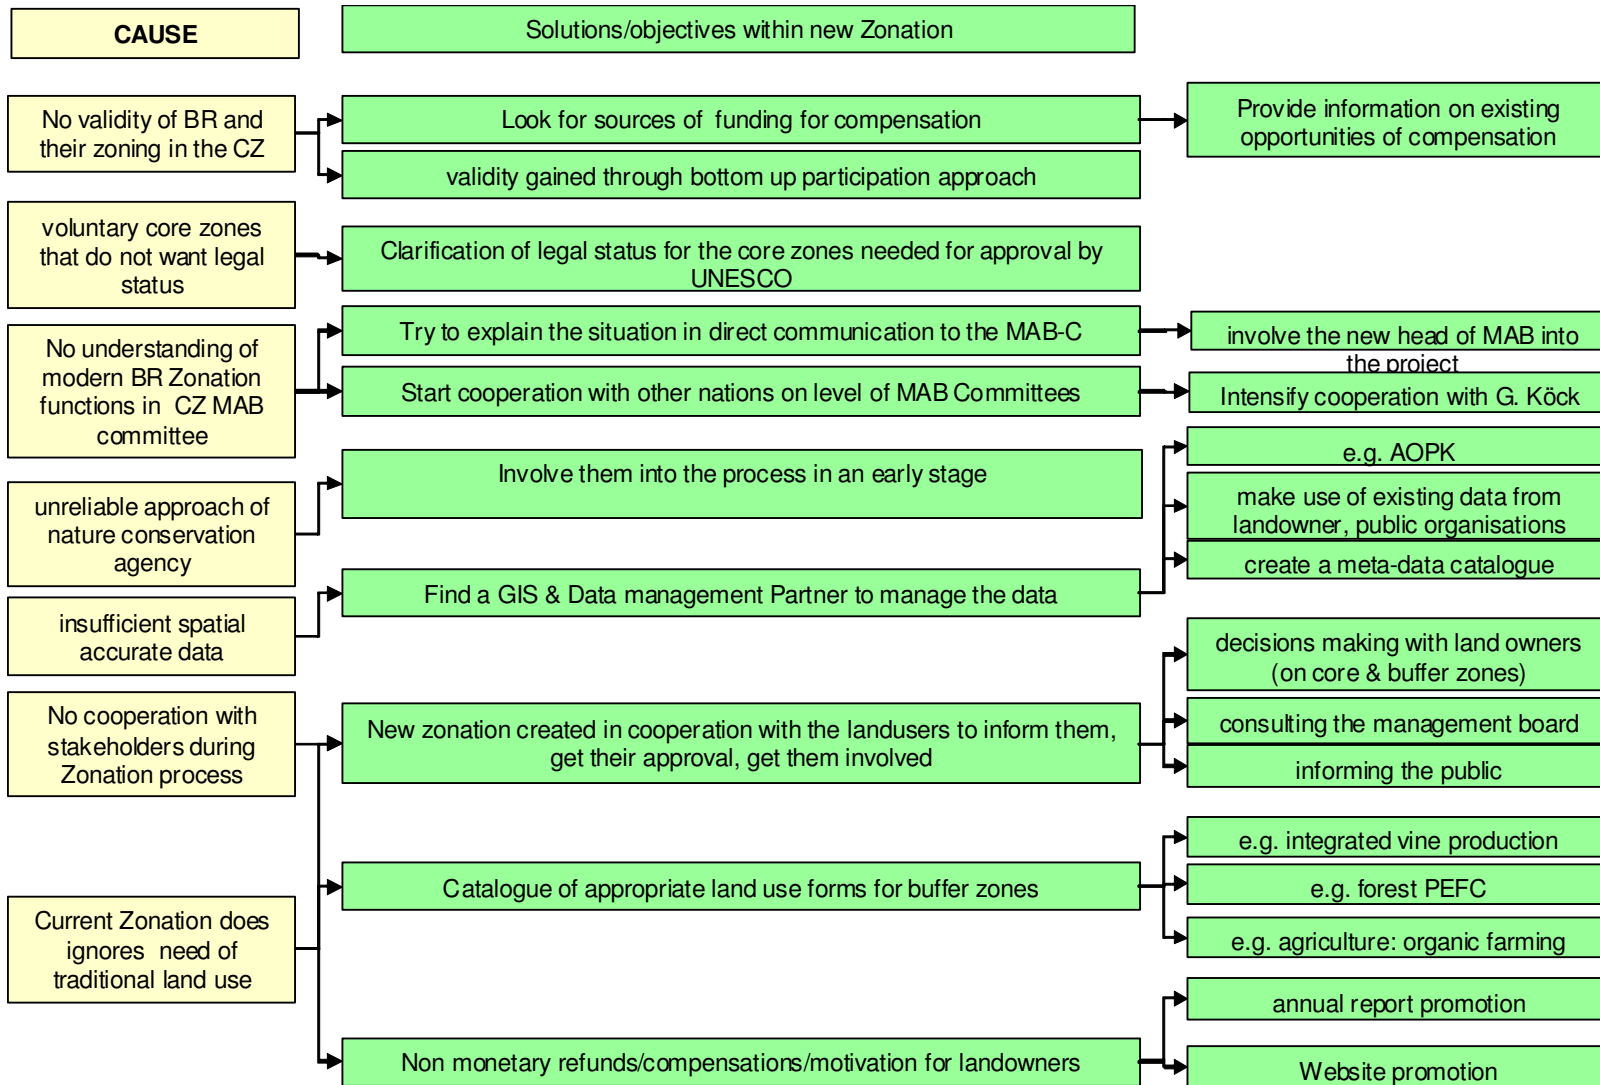 CAUSE
Solutions/objectives within new Zonation
No validity of BR and
their zoning in the CZ
Look for sources of funding for compensation
Provide information on existing
opportunities of compensation
validity gained through bottom up participation approach
voluntary core zones
that do not want legal
status
Clarification of legal status for the core zones needed for approval by
UNESCO
No understanding of
modern BR Zonation
functions in CZ MAB
committee
Try to explain the situation in direct communication to the MAB-C
involve the new head of MAB into
the project
Start cooperation with other nations on level of MAB Committees
Intensify cooperation with G. Köck
unreliable approach of
nature conservation
agency
Involve them into the process in an early stage
insufficient spatial
accurate data
Find a GIS & Data management Partner to manage the data
e.g. AOPK
make use of existing data from
landowner, public organisations
create a meta-data catalogue
No cooperation with
stakeholders during
Zonation process
New zonation created in cooperation with the landusers to inform them,
get their approval, get them involved
decisions making with land owners
(on core & buffer zones)
consulting the management board
informing the public
Current Zonation does
ignores need of
traditional land use
Catalogue of appropriate land use forms for buffer zones
e.g. integrated vine production
e.g. forest PEFC
e.g. agriculture: organic farming
Non monetary refunds/compensations/motivation for landowners
annual report promotion
Website promotion